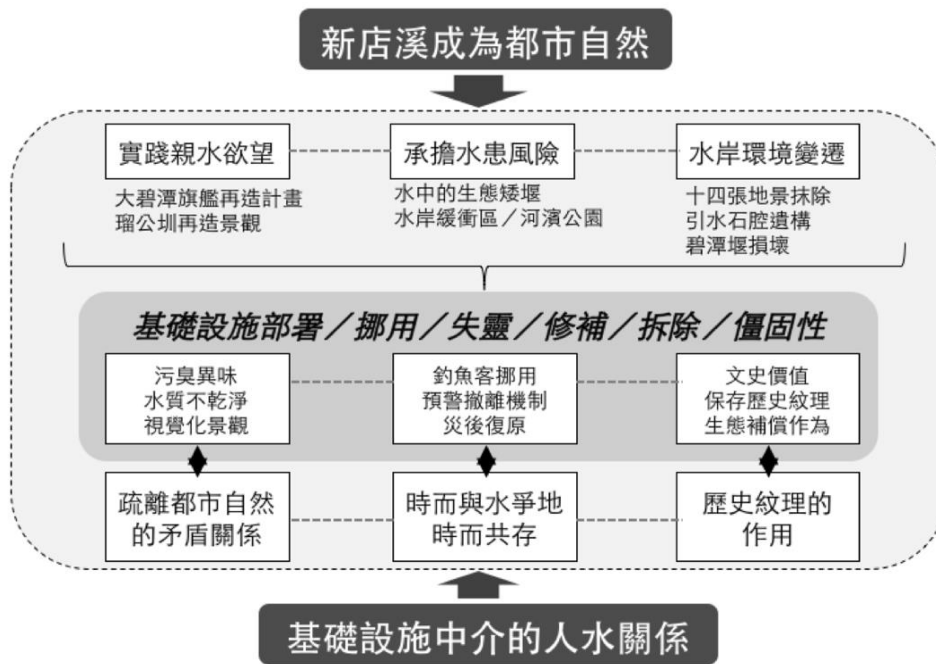 新店溪成為都市自然
實踐親水欲望
大碧潭旗艦再造計畫
瑠公圳再造景觀
承擔水患風險
水中的生態矮堰
水岸緩衝區／河濱公園
水岸環境變遷
十四張地景抹除
引水石腔遺構
碧潭堰損壞
基礎設施部署／挪用／失靈／修補／拆除／僵固性
污臭異味
水質不乾淨
視覺化景觀
釣魚客挪用
預警撤離機制
災後復原
文史價值
保存歷史紋理
生態補償作為
疏離都市自然
的矛盾關係
時而與水爭地
時而共存
歷史紋理的
作用
基礎設施中介的人水關係